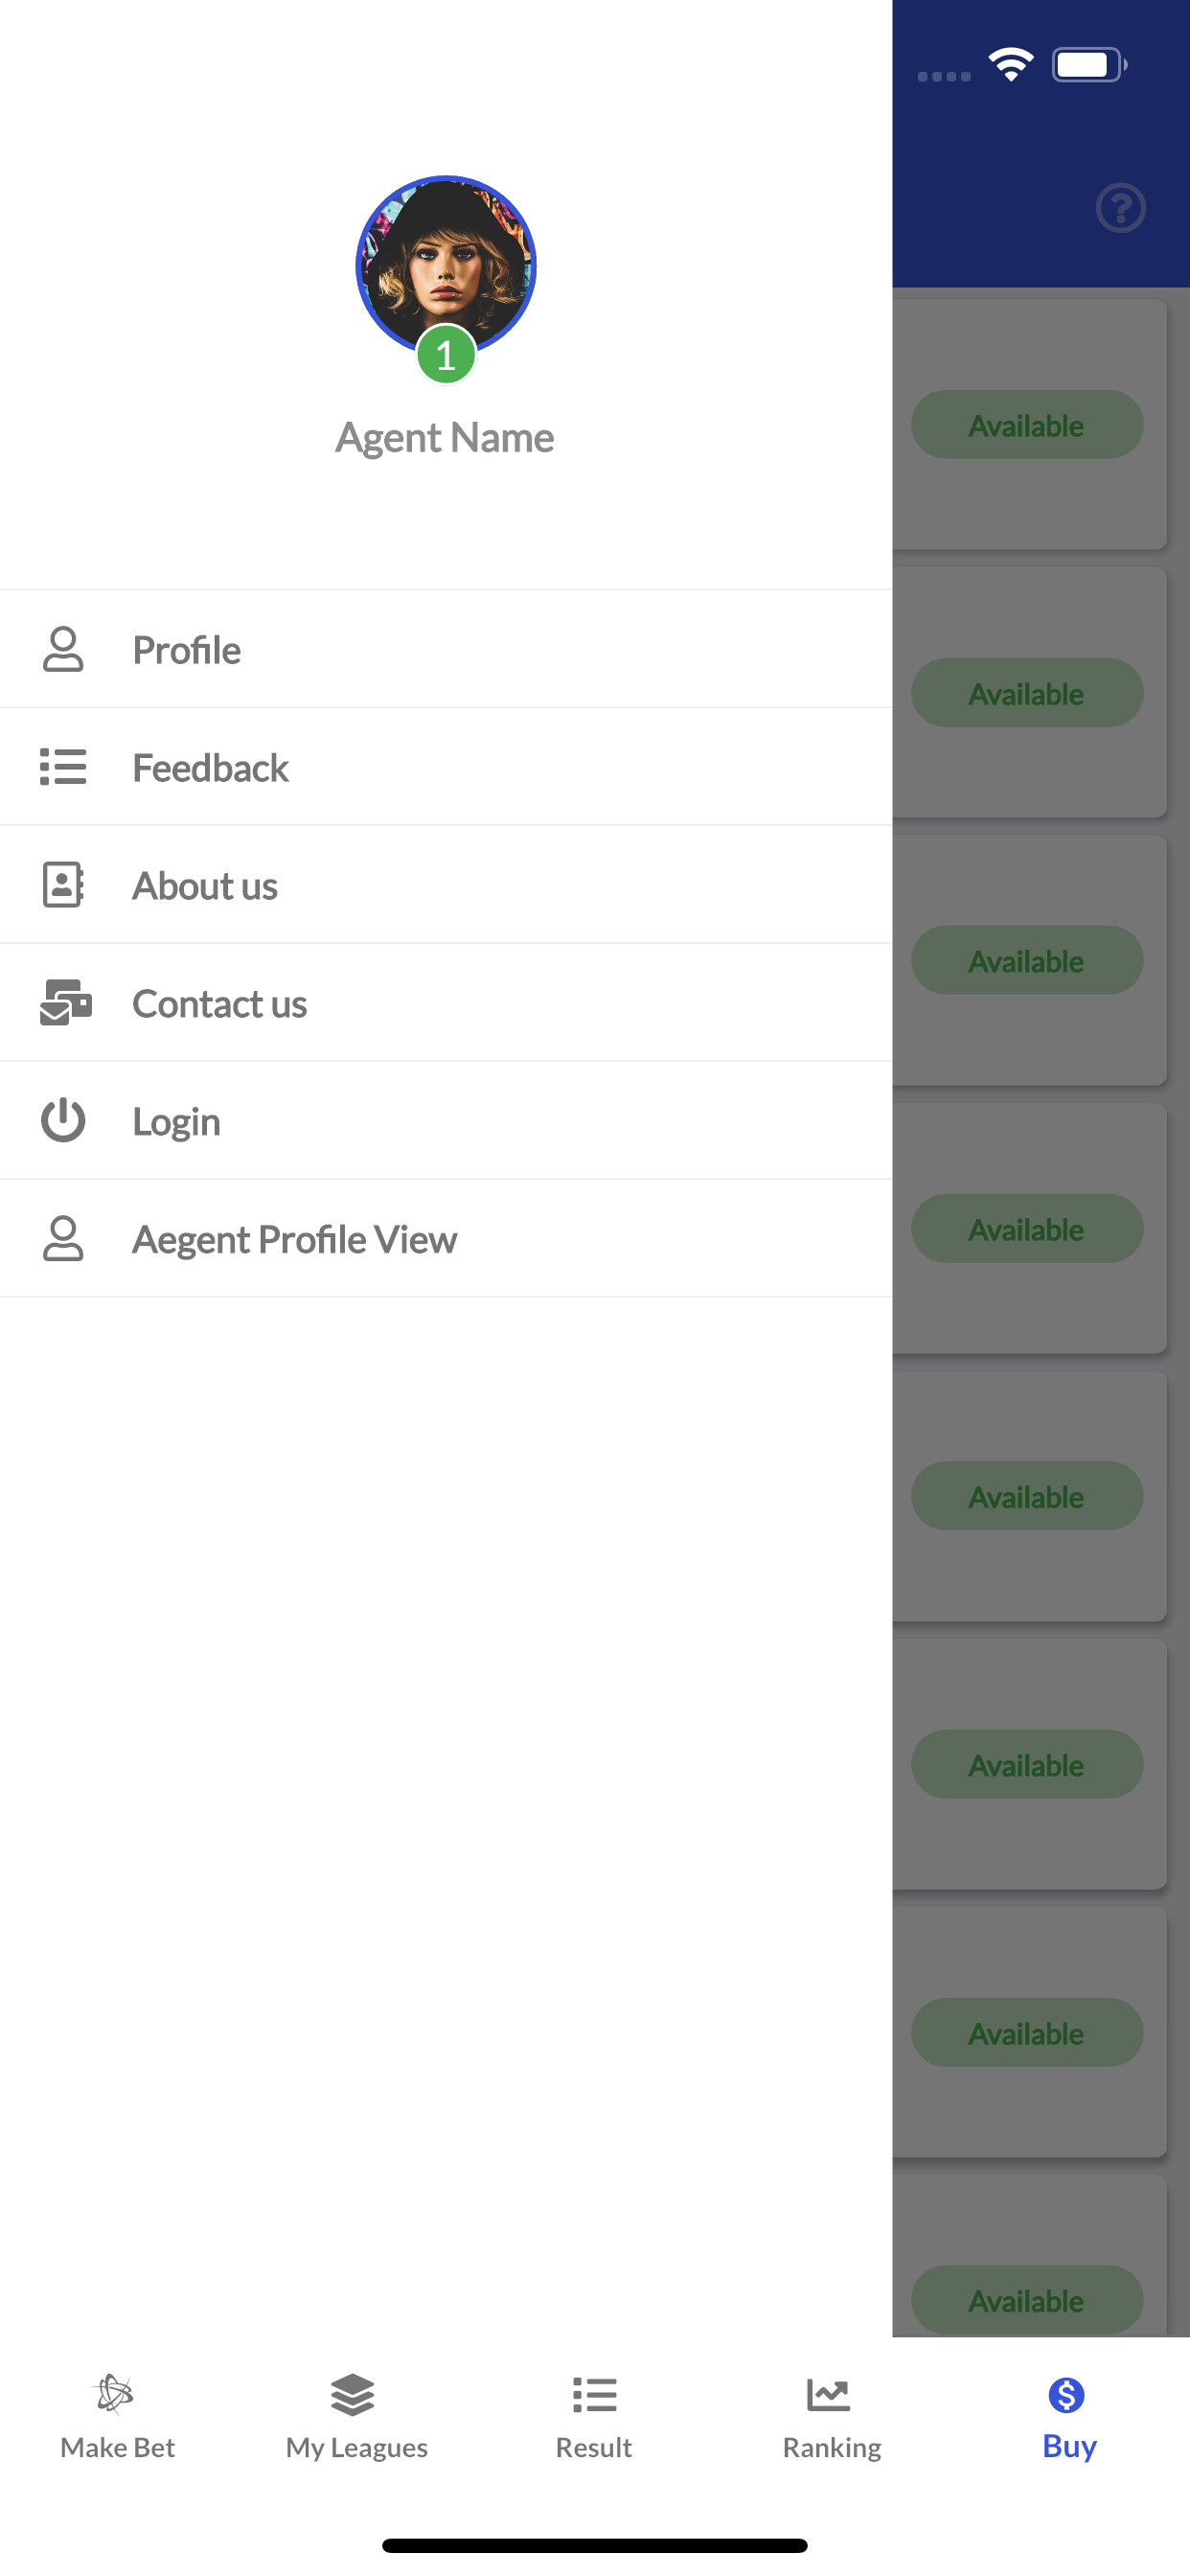 1
Agent Name
Profile
Feedback
About us
Contact us
Login
Aegent Profile View
Available
Available
Available
Available
Available
Available
Available
Available
Make Bet
My Leagues
Result
Ranking
Buy